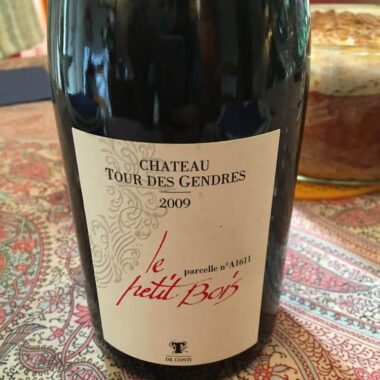 CHATEAU
TOUR DES GENDRES
2009
le
parcelle n°A1611
petit Bois
DE CONTI